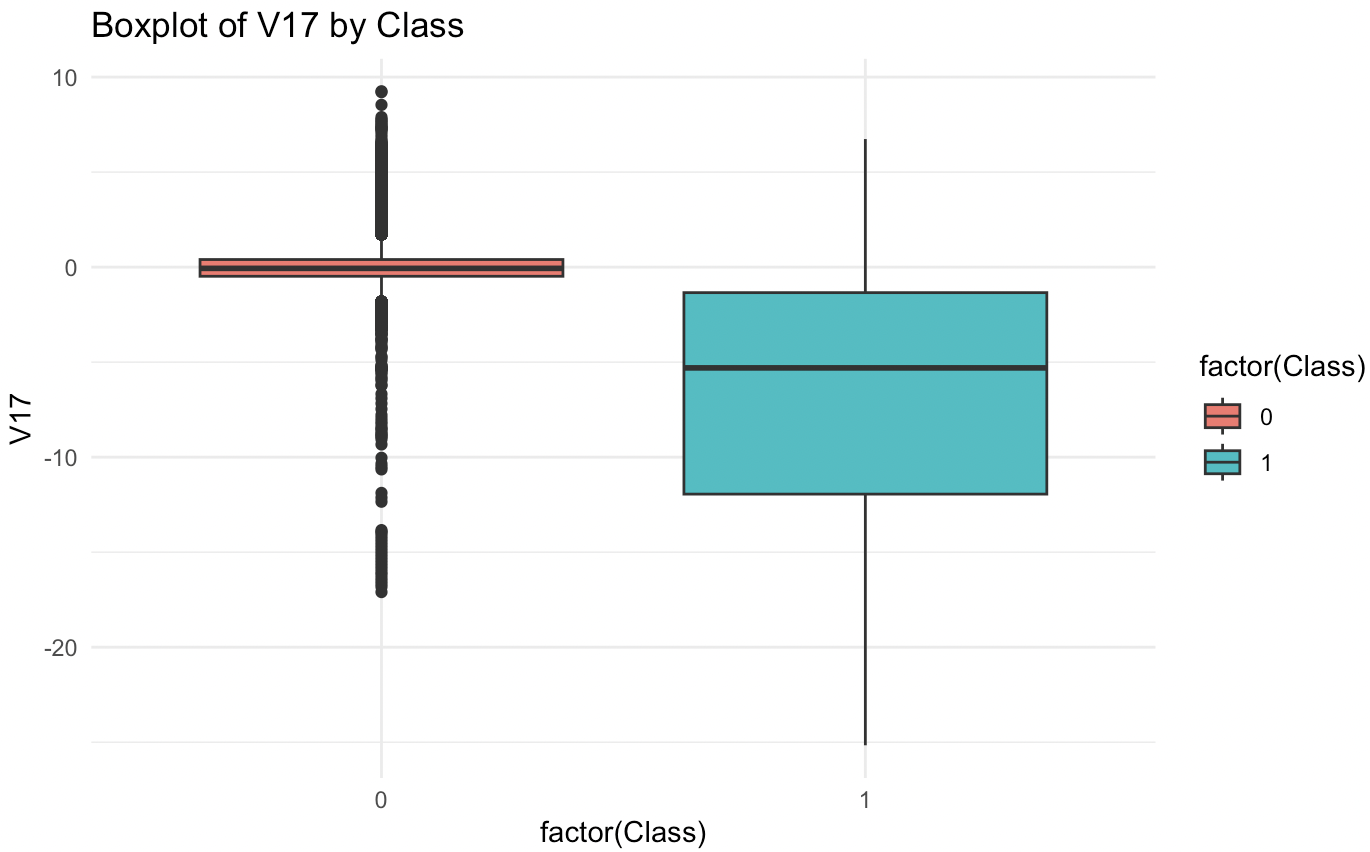 Boxplot of V17 by Class
10
0
-10
-20
V17
0
1
factor(Class)
factor(Class)
0
1